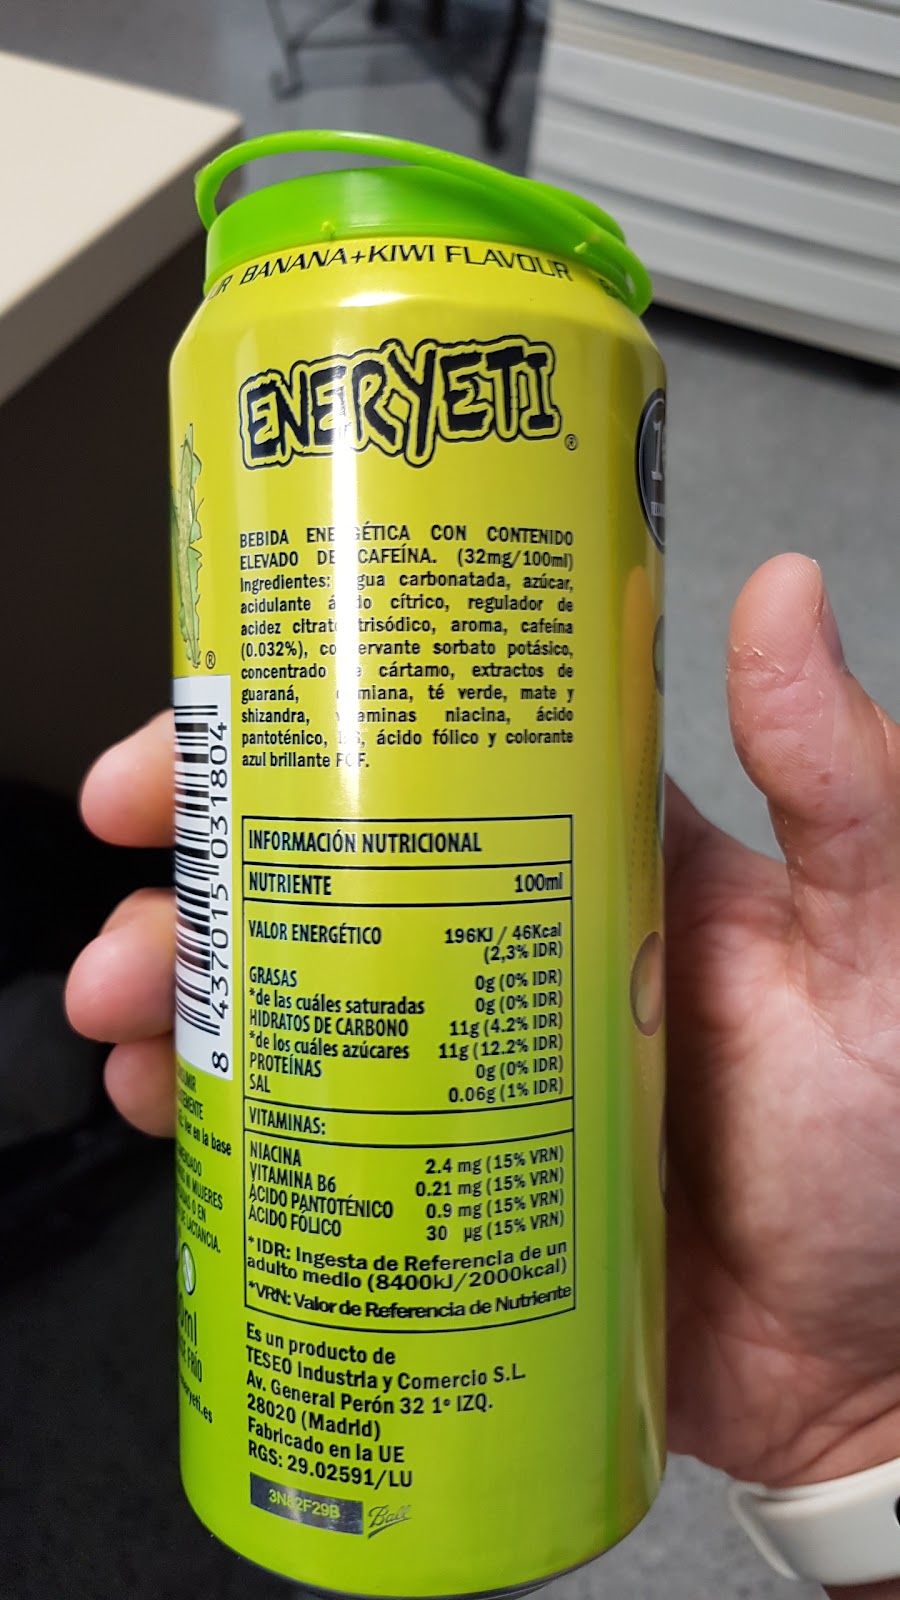 BANANA+KIWI FLAVOUR
ENERYETI
®
BEBIDA ENERGÉTICA CON CONTENIDO
ELEVADO DE CAFEÍNA. (32mg/100ml)
Ingredientes: agua carbonatada, azúcar,
acidulante ácido cítrico, regulador de
acidez citrato trisódico, aroma, cafeína
(0.032%), conservante sorbato potásico,
concentrado de cártamo, extractos de
guaraná, damiana, té verde, mate y
shizandra, vitaminas niacina, ácido
pantoténico, B6, ácido fólico y colorante
azul brillante FCF.
INFORMACIÓN NUTRICIONAL
NUTRIENTE 100ml
VALOR ENERGÉTICO 196KJ / 46Kcal
(2,3% IDR)
GRASAS 0g (0% IDR)
*de las cuáles saturadas 0g (0% IDR)
HIDRATOS DE CARBONO 11g (4.2% IDR)
*de los cuáles azúcares 11g (12.2% IDR)
PROTEÍNAS 0g (0% IDR)
SAL 0.06g (1% IDR)
VITAMINAS:
NIACINA 2.4 mg (15% VRN)
VITAMINA B6 0.21 mg (15% VRN)
ÁCIDO PANTOTÉNICO 0.9 mg (15% VRN)
ÁCIDO FÓLICO 30 µg (15% VRN)
*IDR: Ingesta de Referencia de un
adulto medio (8400kJ/2000kcal)
*VRN: Valor de Referencia de Nutriente
Es un producto de
TESEO Industria y Comercio S.L.
Av. General Perón 32 1º IZQ.
28020 (Madrid)
Fabricado en la UE
RGS: 29.02591/LU
Ball
®
8 437015 031804
Ver en la base
MUJERES
O EN
LACTANCIA.
FRÍO